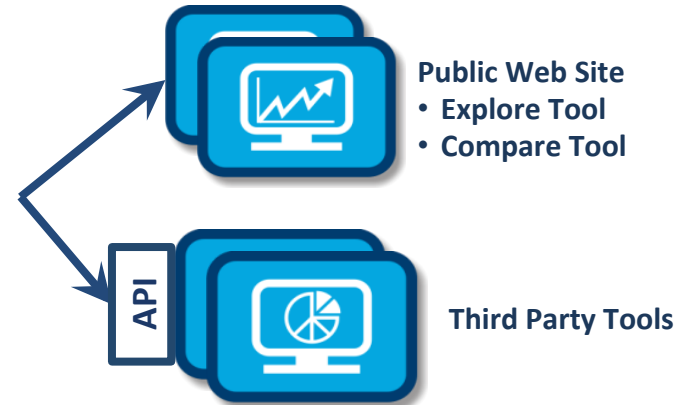 Public Web Site
• Explore Tool
• Compare Tool
API
Third Party Tools